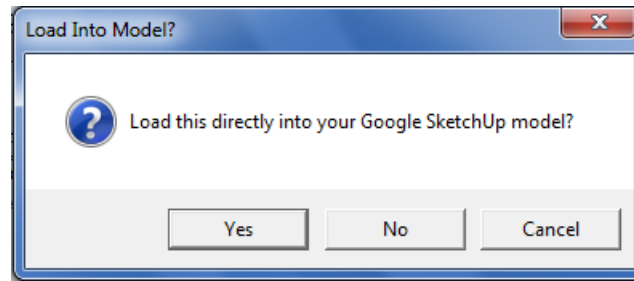 Load Into Model?
Load this directly into your Google SketchUp model?
Yes No Cancel